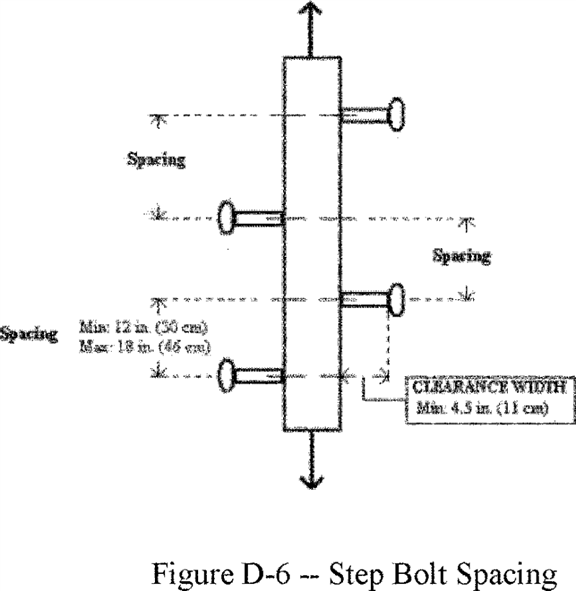 Spacing
Spacing
Spacing
Min: 12 in. (30 cm)
Max: 18 in. (46 cm)
CLEARANCE WIDTH
Min: 4.5 in. (11 cm)
Figure D-6 -- Step Bolt Spacing